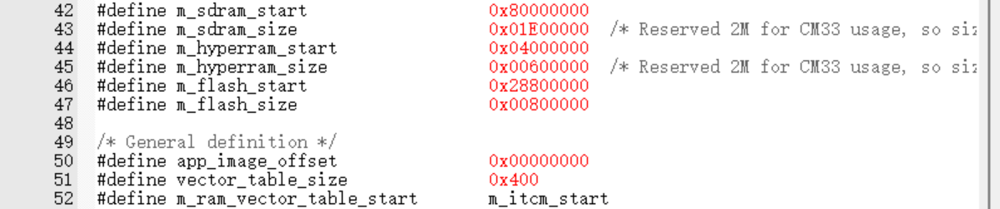 42 #define m_sdram_start 0x80000000
43 #define m_sdram_size 0x01E00000 /* Reserved 2M for CM33 usage, so siz
44 #define m_hyperram_start 0x04000000
45 #define m_hyperram_size 0x00600000 /* Reserved 2M for CM33 usage, so siz
46 #define m_flash_start 0x28800000
47 #define m_flash_size 0x00800000
48
49 /* General definition */
50 #define app_image_offset 0x00000000
51 #define vector_table_size 0x400
52 #define m_ram_vector_table_start m_itcm_start